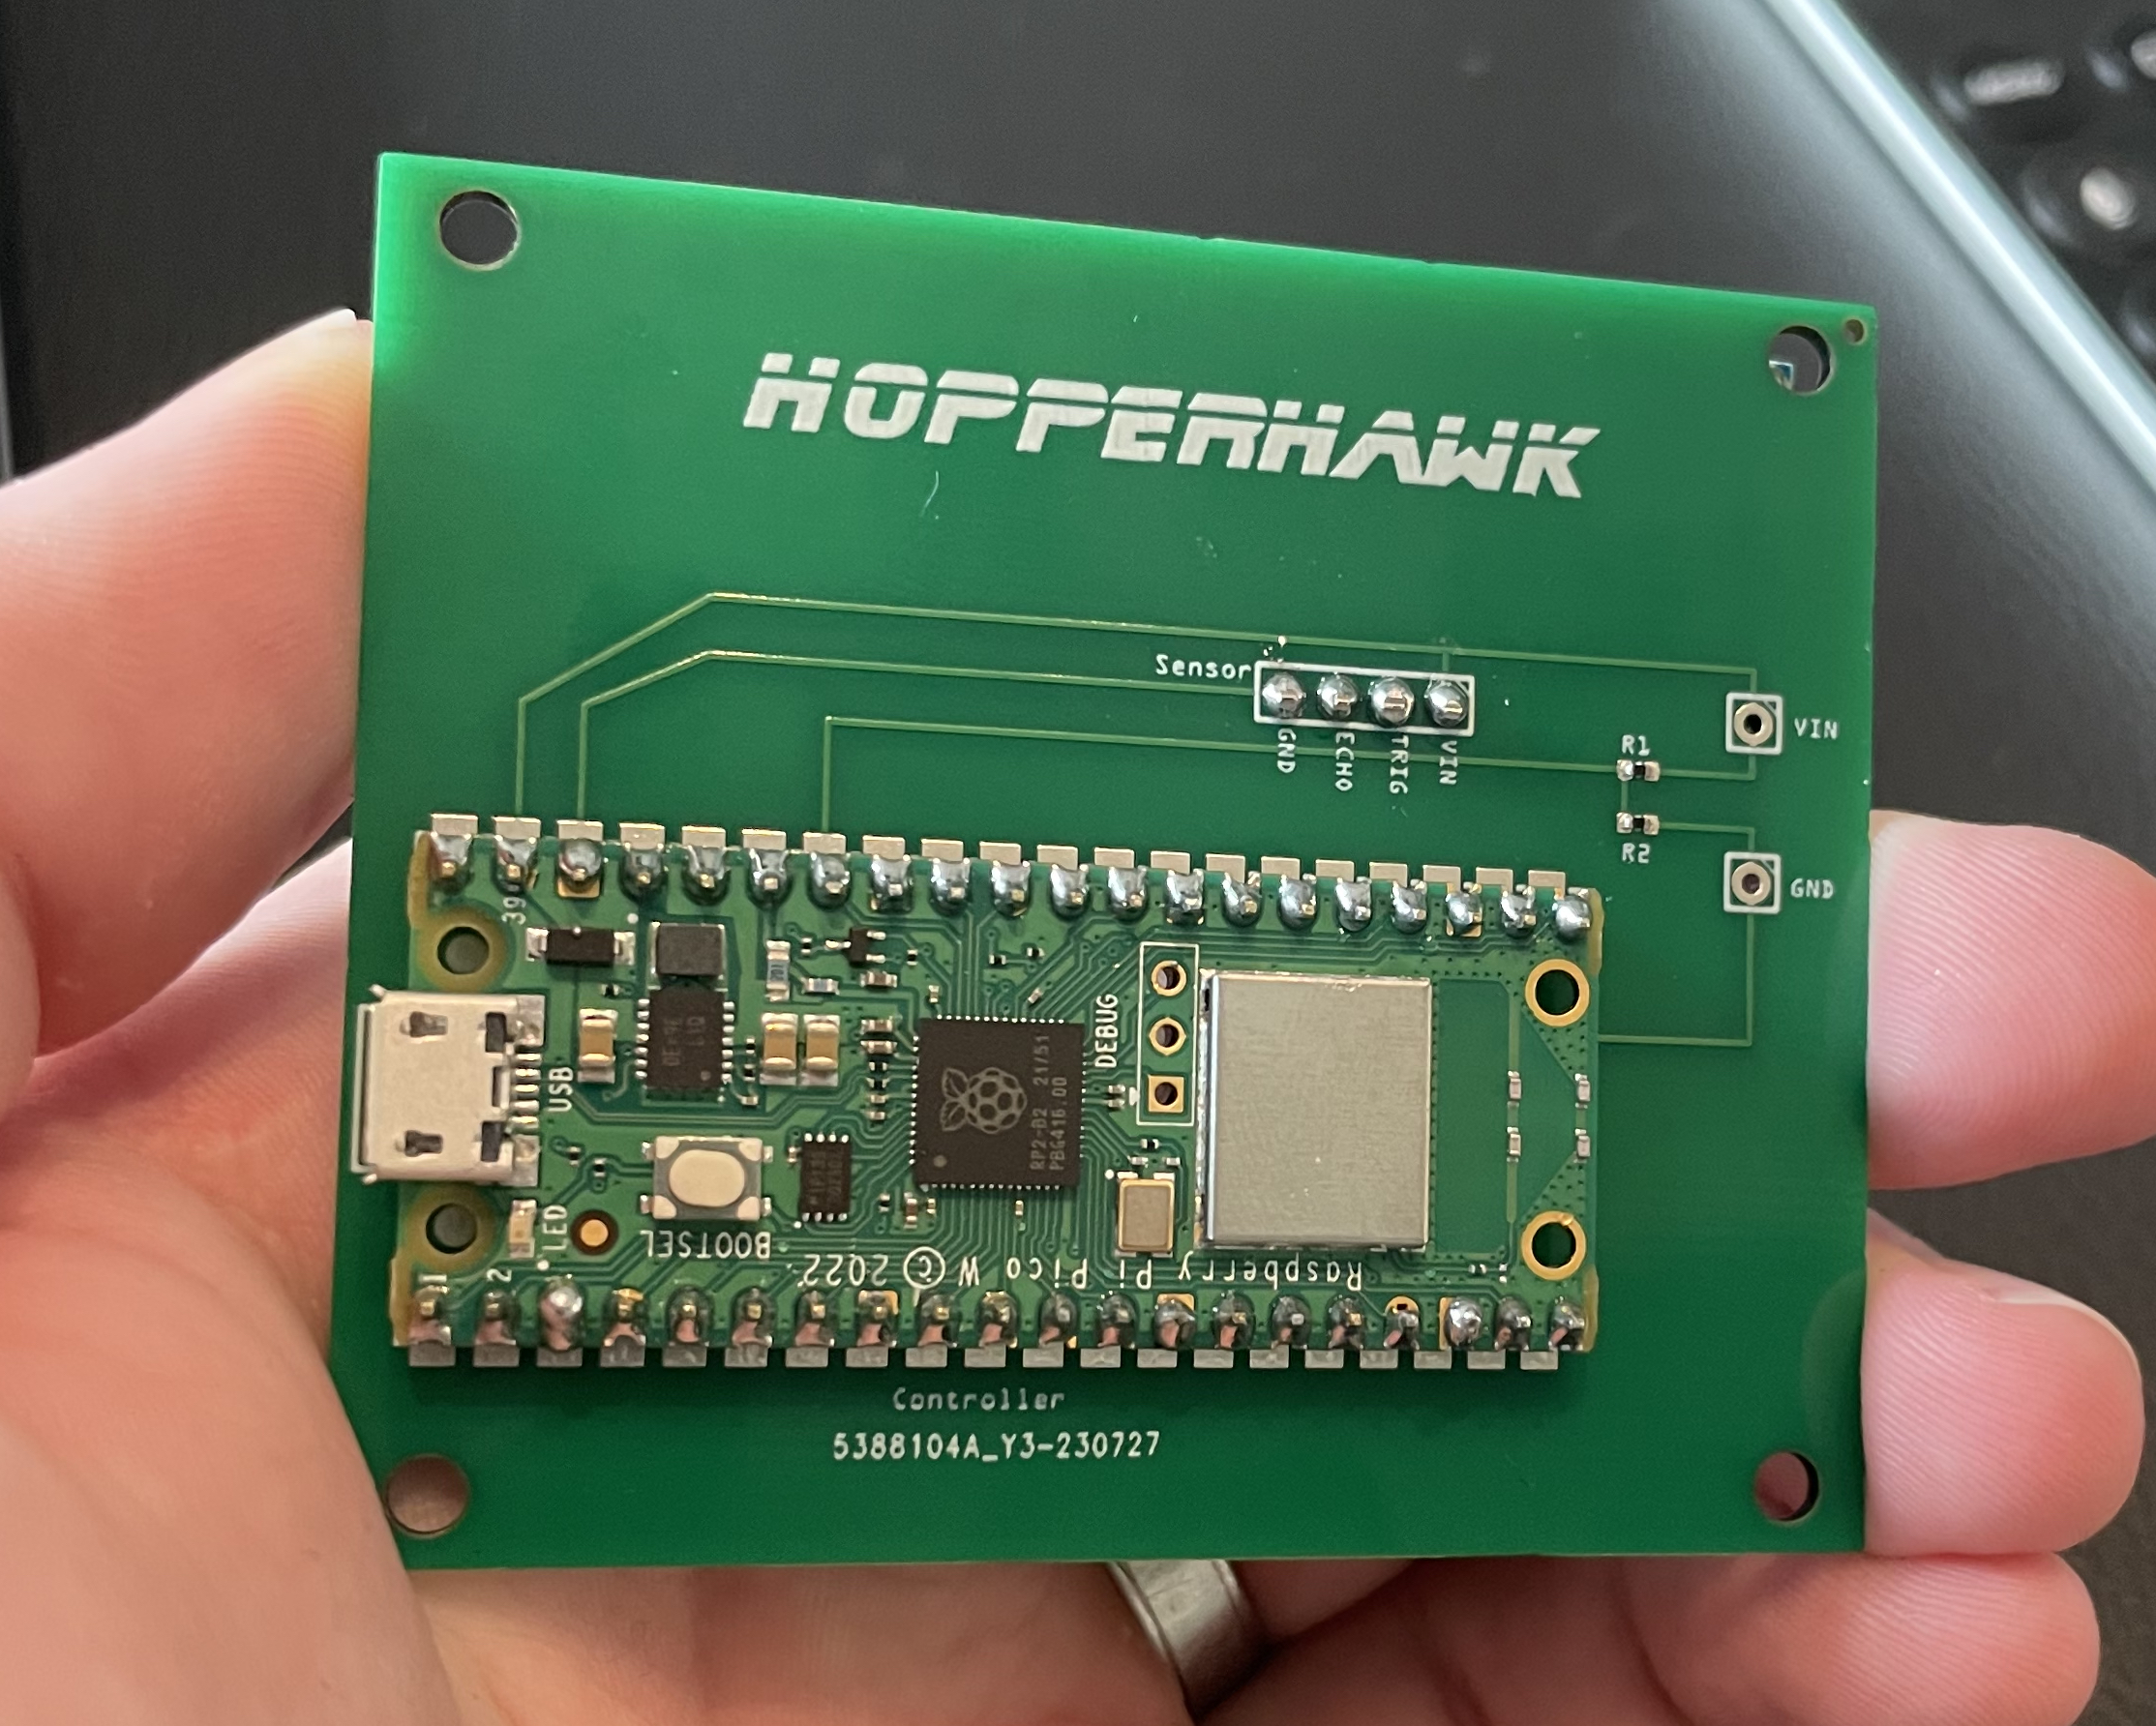 HOPPERHAWK
Sensor
GND
ECHO
TRIG
VIN
VIN
R1
R2
GND
39
DEBUG
USB
RP2-B2 21/51
PBG416.00
LED
BOOTSEL
1
2
Raspberry Pi Pico W © 2022
Controller
5388104A_Y3-230727